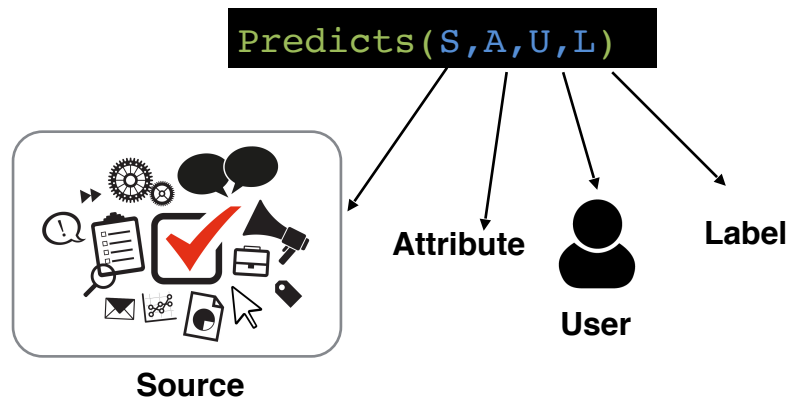 Predicts(S,A,U,L)
!
Attribute
Label
User
Source